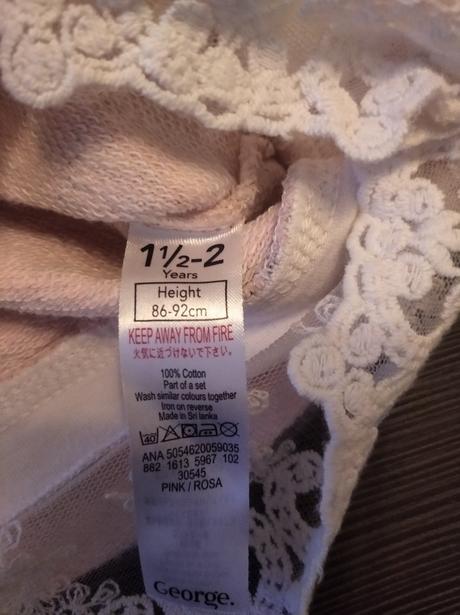 1½-2
Years
Height
86-92cm
KEEP AWAY FROM FIRE
火気に近づけないで下さい。
100% Cotton
Part of a set
Wash similar colours together
Iron on reverse
Made in Sri lanka
40
ANA 5054620059035
862 1613 5967 102
30545
PINK / ROSA
George.